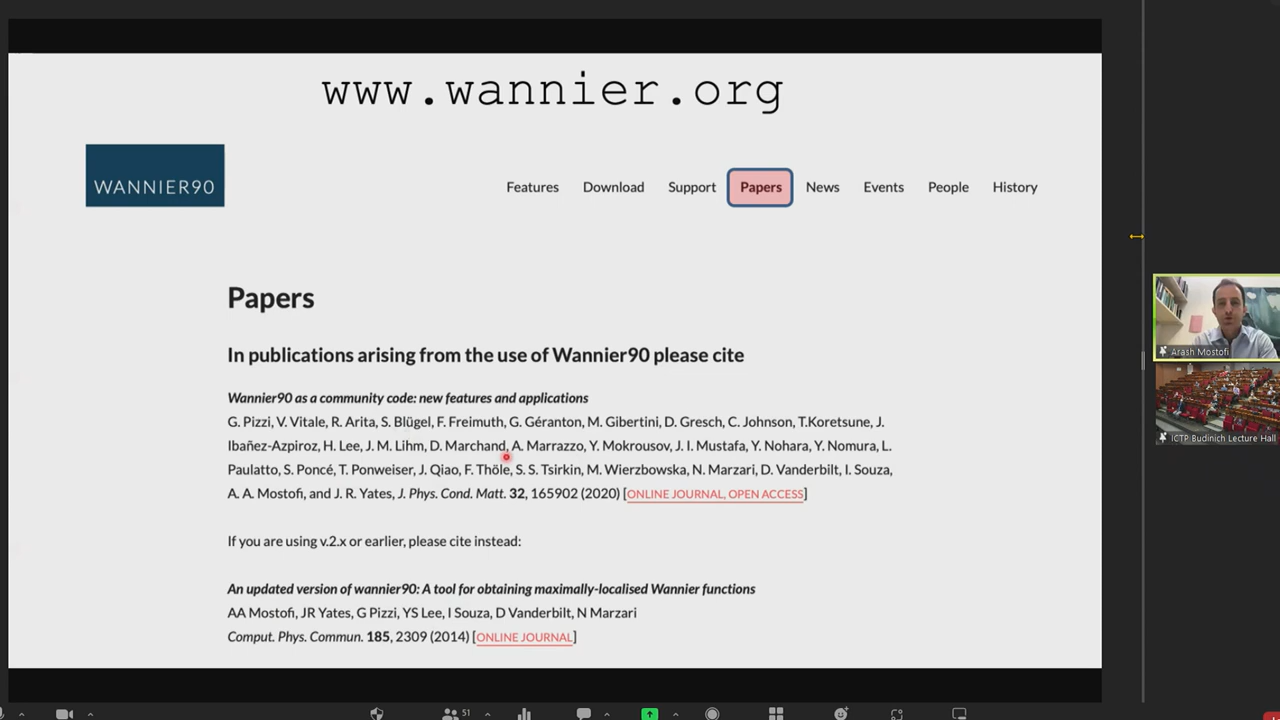 www.wannier.org
WANNIER90
Features Download Support Papers News Events People History
Papers
In publications arising from the use of Wannier90 please cite
Wannier90 as a community code: new features and applications
G. Pizzi, V. Vitale, R. Arita, S. Blügel, F. Freimuth, G. Géranton, M. Gibertini, D. Gresch, C. Johnson, T.Koretsune, J.
Ibañez-Azpiroz, H. Lee, J. M. Lihm, D. Marchand, A. Marrazzo, Y. Mokrousov, J. I. Mustafa, Y. Nohara, Y. Nomura, L.
Paulatto, S. Poncé, T. Ponweiser, J. Qiao, F. Thöle, S. S. Tsirkin, M. Wierzbowska, N. Marzari, D. Vanderbilt, I. Souza,
A. A. Mostofi, and J. R. Yates, J. Phys. Cond. Matt. 32, 165902 (2020) [ONLINE JOURNAL, OPEN ACCESS]
If you are using v.2.x or earlier, please cite instead:
An updated version of wannier90: A tool for obtaining maximally-localised Wannier functions
AA Mostofi, JR Yates, G Pizzi, YS Lee, I Souza, D Vanderbilt, N Marzari
Comput. Phys. Commun. 185, 2309 (2014) [ONLINE JOURNAL]
Arash Mostofi
ICTP Budinich Lecture Hall
51